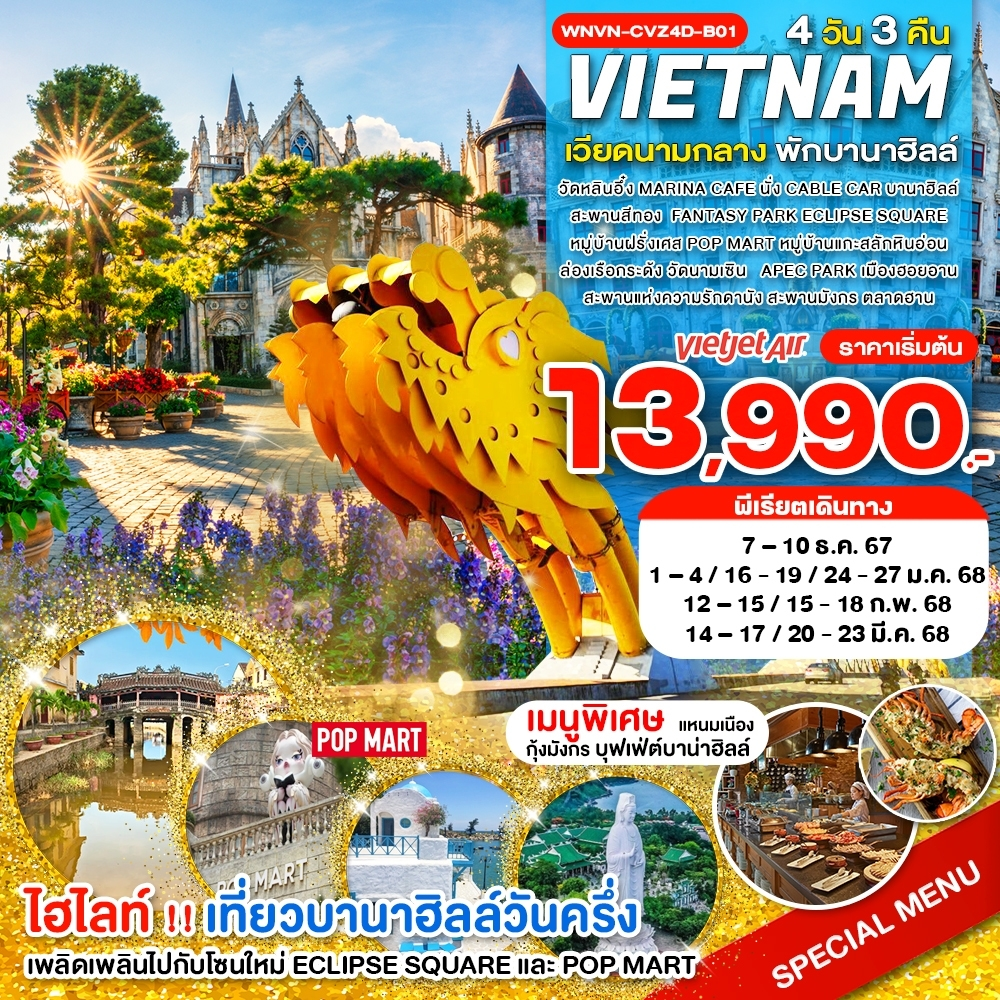 WNVN-CVZ4D-B01
4 วัน 3 คืน
VIETNAM
เวียดนามกลาง พักบานาฮิลล์
วัดหลินอึ๋ง MARINA CAFE นั่ง CABLE CAR บานาฮิลล์
สะพานสีทอง FANTASY PARK ECLIPSE SQUARE
หมู่บ้านฝรั่งเศส POP MART หมู่บ้านแกะสลักหินอ่อน
ล่องเรือกระด้ง วัดนามเซิน APEC PARK เมืองฮอยอาน
สะพานแห่งความรักดานัง สะพานมังกร ตลาดฮาน
vietjet Air
ราคาเริ่มต้น
13,990.-
พีเรียตเดินทาง
7 – 10 ธ.ค. 67
1 – 4 / 16 - 19 / 24 - 27 ม.ค. 68
12 – 15 / 15 - 18 ก.พ. 68
14 – 17 / 20 - 23 มี.ค. 68
เมนูพิเศษ แหนมเนือง
กุ้งมังกร บุฟเฟ่ต์บาน่าฮิลล์
POP MART
POP MART
SPECIAL MENU
ไฮไลท์ !! เที่ยวบานาฮิลล์วันครึ่ง
เพลิดเพลินไปกับโซนใหม่ ECLIPSE SQUARE และ POP MART